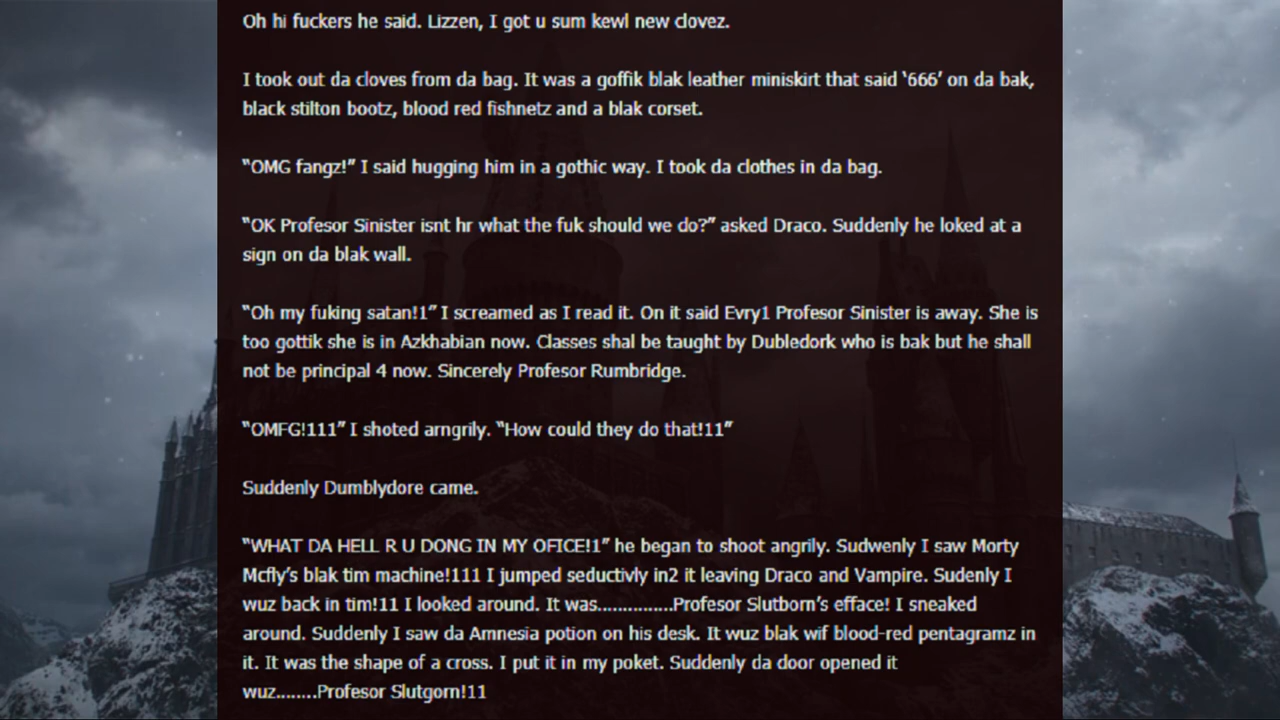 Oh hi fuckers he said. Lizzen, I got u sum kewl new clovez.
I took out da cloves from da bag. It was a goffik blak leather miniskirt that said ‘666’ on da bak,
black stilton bootz, blood red fishnetz and a blak corset.
“OMG fangz!” I said hugging him in a gothic way. I took da clothes in da bag.
“OK Profesor Sinister isnt hr what the fuk should we do?” asked Draco. Suddenly he loked at a
sign on da blak wall.
“Oh my fuking satan!1” I screamed as I read it. On it said Evry1 Profesor Sinister is away. She is
too gottik she is in Azkhabian now. Classes shal be taught by Dubledork who is bak but he shall
not be principal 4 now. Sincerely Profesor Rumbridge.
“OMFG!111” I shoted arngrily. “How could they do that!11”
Suddenly Dumblydore came.
“WHAT DA HELL R U DONG IN MY OFICE!1” he began to shoot angrily. Sudwenly I saw Morty
Mcfly’s blak tim machine!111 I jumped seductivly in2 it leaving Draco and Vampire. Sudenly I
wuz back in tim!11 I looked around. It was...............Profesor Slutborn’s efface! I sneaked
around. Suddenly I saw da Amnesia potion on his desk. It wuz blak wif blood-red pentagramz in
it. It was the shape of a cross. I put it in my poket. Suddenly da door opened it
wuz........Profesor Slutgorn!11